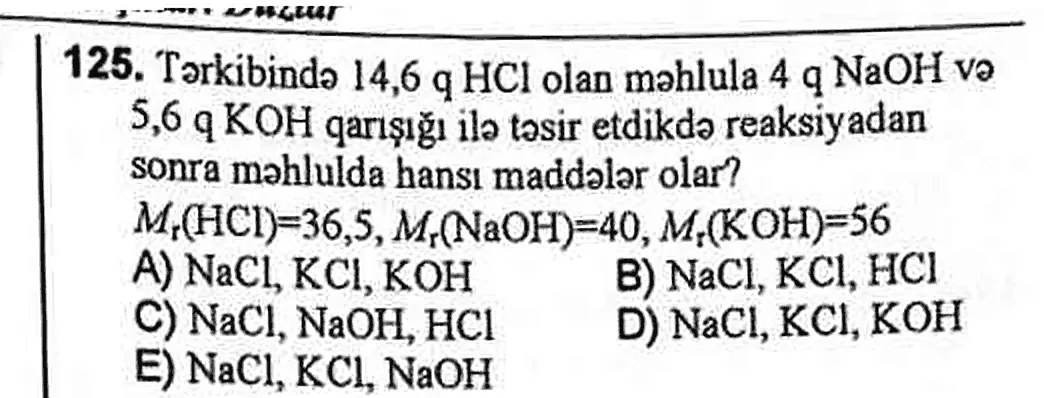 125. Tərkibində 14,6 q HCl olan məhlula 4 q NaOH və
5,6 q KOH qarışığı ilə təsir etdikdə reaksiyadan
sonra məhlulda hansı maddələr olar?
Mr(HCl)=36,5, Mr(NaOH)=40, Mr(KOH)=56
A) NaCl, KCl, KOH B) NaCl, KCl, HCl
C) NaCl, NaOH, HCl D) NaCl, KCl, KOH
E) NaCl, KCl, NaOH